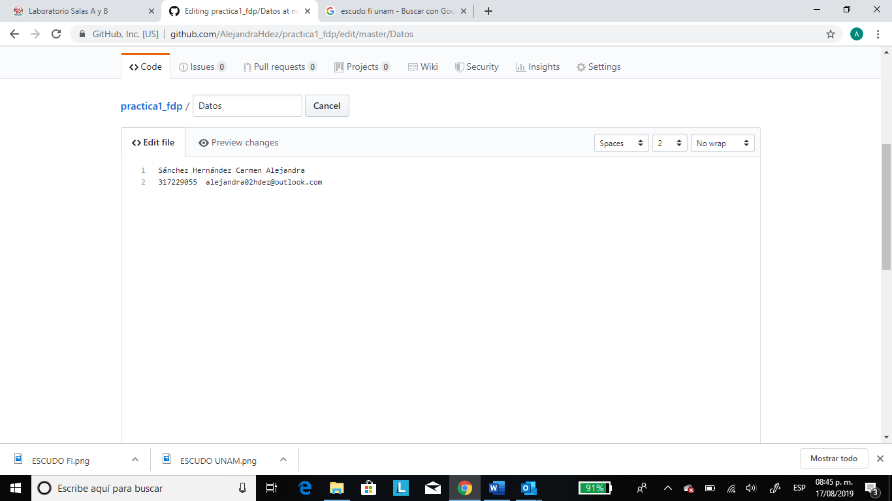 Laboratorio Salas A y B
Editing practica1_fdp/Datos at m
escudo fi unam - Buscar con Goo
GitHub, Inc. [US] | github.com/AlejandraHdez/practica1_fdp/edit/master/Datos
A
<> Code
Issues 0
Pull requests 0
Projects 0
Wiki
Security
Insights
Settings
practica1_fdp / Datos
Cancel
<> Edit file
Preview changes
Spaces
2
No wrap
1 Sánchez Hernández Carmen Alejandra
2 317229055 alejandra02hdez@outlook.com
ESCUDO FI.png
ESCUDO UNAM.png
Mostrar todo
Escribe aquí para buscar
91%
ESP
08:45 p. m.
17/08/2019
3